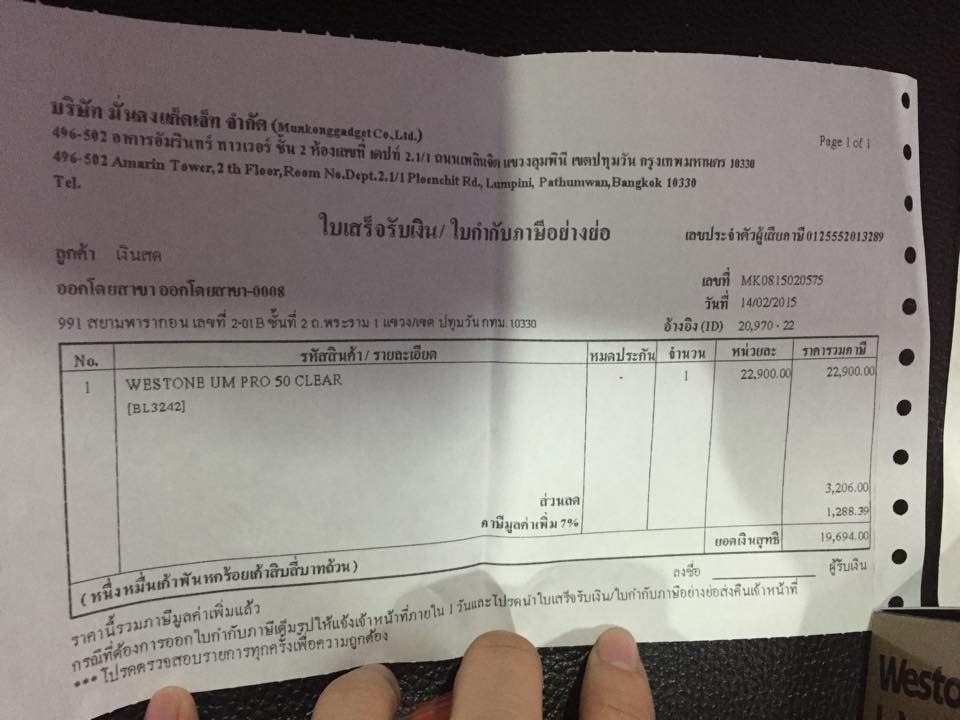 บริษัท มั่นคงแก็ดเจ็ท จำกัด (Munkonggadget Co.,Ltd.)
Page 1 of 1
496-502 อาคารอัมรินทร์ ทาวเวอร์ ชั้น 2 ห้องเลขที่ เดปท์ 2.1/1 ถนนเพลินจิต แขวงลุมพินี เขตปทุมวัน กรุงเทพมหานคร 10330
496-502 Amarin Tower,2 th Floor,Room No.Dept.2.1/1 Ploenchit Rd., Lumpini, Pathumwan,Bangkok 10330
Tel.
ใบเสร็จรับเงิน/ ใบกำกับภาษีอย่างย่อ
เลขประจำตัวผู้เสียภาษี 0125552013289
ลูกค้า เงินสด
เลขที่ MK0815020575
ออกโดยสาขา ออกโดยสาขา-0008
วันที่ 14/02/2015
991 สยามพารากอน เลขที่ 2-01B ชั้นที่ 2 ถ.พระราม 1 แขวง/เขต ปทุมวัน กทม. 10330
อ้างอิง (ID) 20,970 - 22
No. รหัสสินค้า / รายละเอียด หมดประกัน จำนวน หน่วยละ ราคารวมภาษี
1 WESTONE UM PRO 50 CLEAR - 1 22,900.00 22,900.00
[BL3242]
ส่วนลด 3,206.00
ภาษีมูลค่าเพิ่ม 7% 1,288.39
ยอดเงินสุทธิ 19,694.00
( หนึ่งหมื่นเก้าพันหกร้อยเก้าสิบสี่บาทถ้วน )
ลงชื่อ ผู้รับเงิน
ราคานี้รวมภาษีมูลค่าเพิ่มแล้ว
กรณีที่ต้องการออกใบกำกับภาษีเต็มรูปให้แจ้งเจ้าหน้าที่ภายใน 1 วันและโปรดนำใบเสร็จรับเงิน/ใบกำกับภาษีอย่างย่อส่งคืนเจ้าหน้าที่
*** โปรดตรวจสอบรายการทุกครั้งเพื่อความถูกต้อง